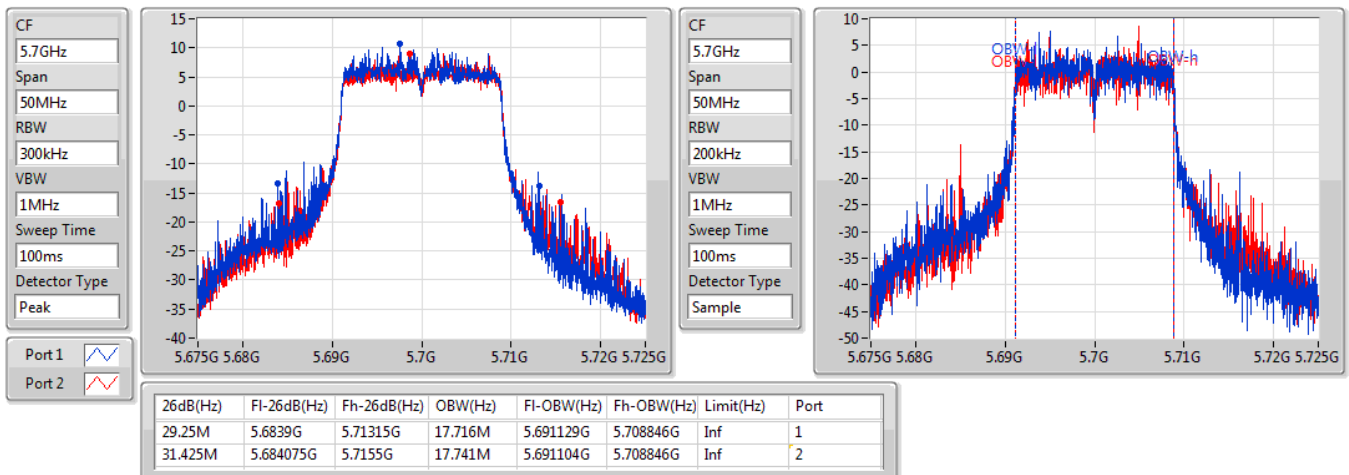 CF
5.7GHz
Span
50MHz
RBW
300kHz
VBW
1MHz
Sweep Time
100ms
Detector Type
Peak
Port 1
Port 2
15
10
5
0
-5
-10
-15
-20
-25
-30
-35
-40
5.675G 5.68G 5.69G 5.7G 5.71G 5.72G 5.725G
CF
5.7GHz
Span
50MHz
RBW
200kHz
VBW
1MHz
Sweep Time
100ms
Detector Type
Sample
10
5
0
-5
-10
-15
-20
-25
-30
-35
-40
-45
-50
OBW
OBW-h
5.675G 5.68G 5.69G 5.7G 5.71G 5.72G 5.725G
26dB(Hz) Fl-26dB(Hz) Fh-26dB(Hz) OBW(Hz) Fl-OBW(Hz) Fh-OBW(Hz) Limit(Hz) Port
29.25M 5.6839G 5.71315G 17.716M 5.691129G 5.708846G Inf 1
31.425M 5.684075G 5.7155G 17.741M 5.691104G 5.708846G Inf 2